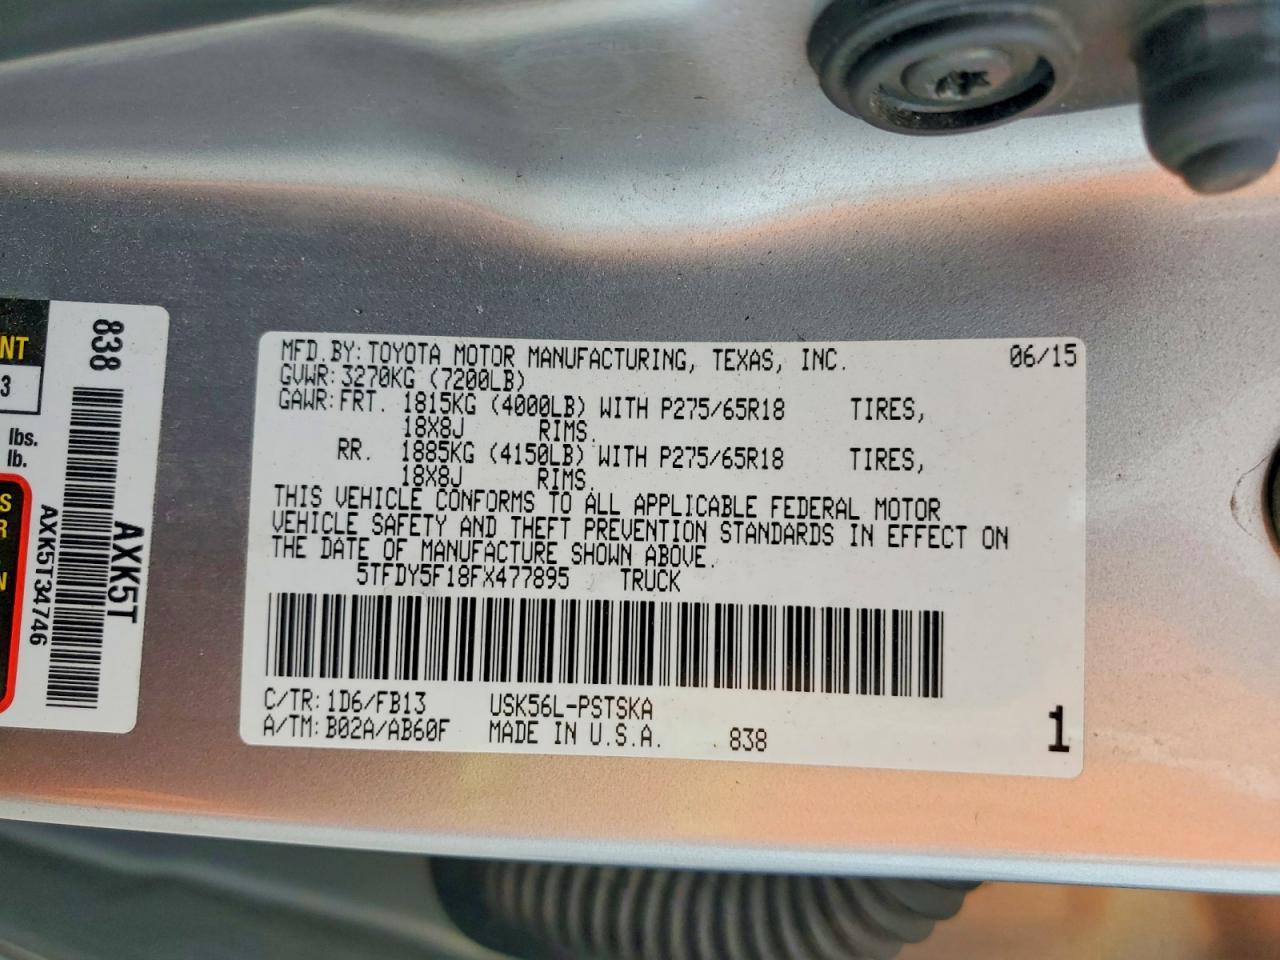 NT
3
lbs.
lb.
S
R
N
838
AXK5T
AXK5T34746
MFD.BY:TOYOTA MOTOR MANUFACTURING, TEXAS, INC. 06/15
GVWR:3270KG (7200LB)
GAWR:FRT. 1815KG (4000LB) WITH P275/65R18 TIRES,
18X8J RIMS.
RR. 1885KG (4150LB) WITH P275/65R18 TIRES,
18X8J RIMS.
THIS VEHICLE CONFORMS TO ALL APPLICABLE FEDERAL MOTOR
VEHICLE SAFETY AND THEFT PREVENTION STANDARDS IN EFFECT ON
THE DATE OF MANUFACTURE SHOWN ABOVE.
5TFDY5F18FX477895 TRUCK
C/TR:1D6/FB13 USK56L-PSTSKA
A/TM:B02A/AB60F MADE IN U.S.A. 838 1